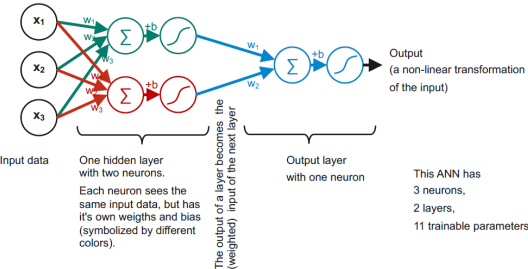 x1
x2
x3
w1
w2
w3
Σ
+b
w
w
w3
Σ
+b
w1
w2
Σ
+b
Output
(a non-linear transformation
of the input)
Input data
One hidden layer
with two neurons.
Each neuron sees the
same input data, but has
it's own weigths and bias
(symbolized by different
colors).
The output of a layer becomes the
(weighted) input of the next layer
Output layer
with one neuron
This ANN has
3 neurons,
2 layers,
11 trainable parameters